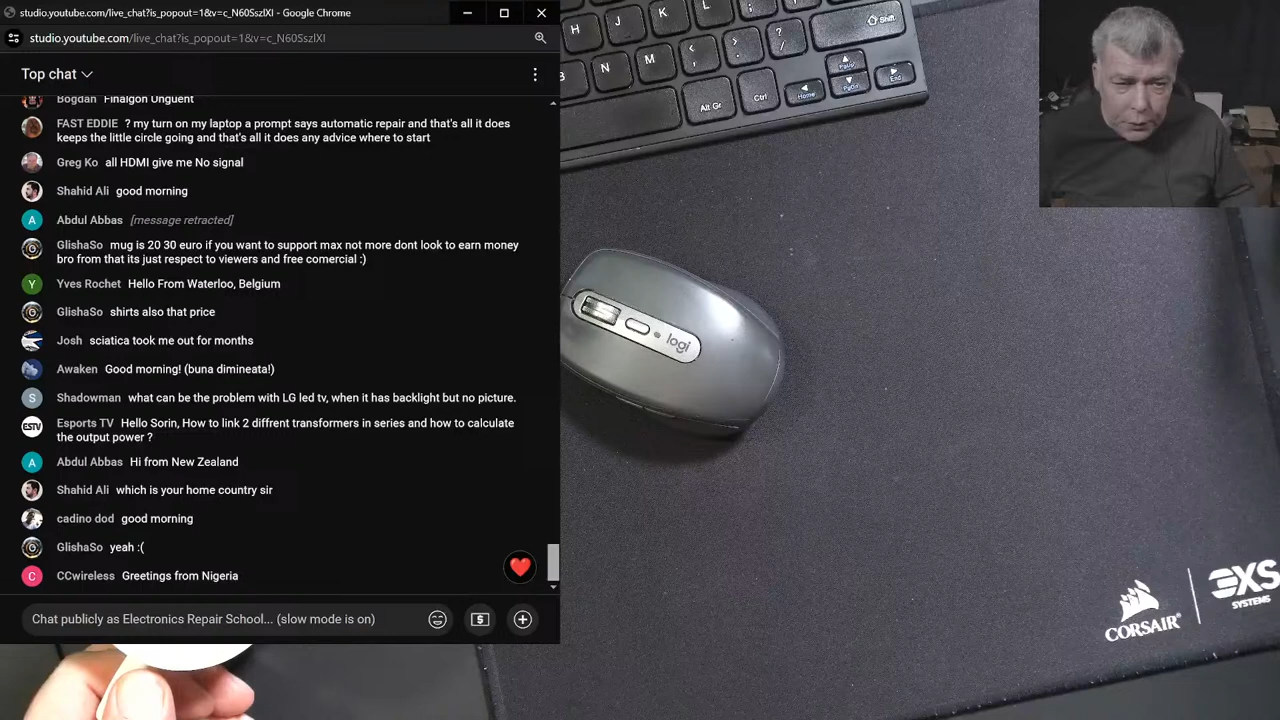 studio.youtube.com/live_chat?is_popout=1&v=c_N60SszlXI - Google Chrome
studio.youtube.com/live_chat?is_popout=1&v=c_N60SszlXI
Top chat
Bogdan Finalgon Unguent
FAST EDDIE ? my turn on my laptop a prompt says automatic repair and that's all it does
keeps the little circle going and that's all it does any advice where to start
Greg Ko all HDMI give me No signal
Shahid Ali good morning
A Abdul Abbas [message retracted]
GlishaSo mug is 20 30 euro if you want to support max not more dont look to earn money
bro from that its just respect to viewers and free comercial :)
Y Yves Rochet Hello From Waterloo, Belgium
GlishaSo shirts also that price
Josh sciatica took me out for months
Awaken Good morning! (buna dimineata!)
S Shadowman what can be the problem with LG led tv, when it has backlight but no picture.
ESTV Esports TV Hello Sorin, How to link 2 diffrent transformers in series and how to calculate
the output power ?
A Abdul Abbas Hi from New Zealand
Shahid Ali which is your home country sir
cadino dod good morning
GlishaSo yeah :(
C CCwireless Greetings from Nigeria
Chat publicly as Electronics Repair School... (slow mode is on)
H J K L
Shift
B N M < , > . ? /
PgUp
Alt Gr Ctrl Home PgDn End
logi
CORSAIR
EXS
SYSTEMS